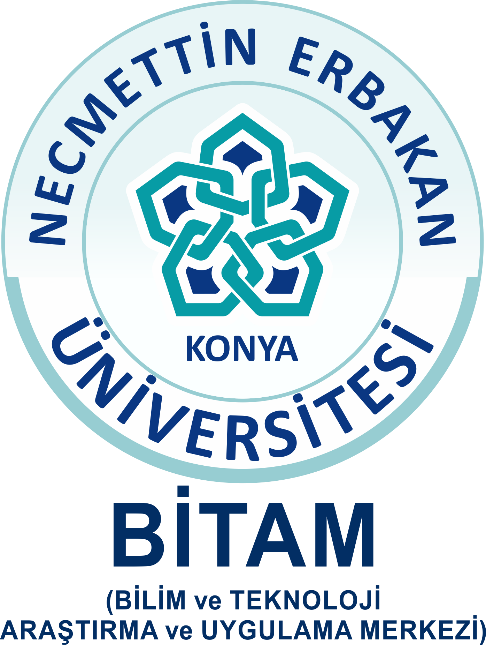 NECMETTİN ERBAKAN
ÜNİVERSİTESİ
KONYA
BİTAM
(BİLİM ve TEKNOLOJİ
ARAŞTIRMA ve UYGULAMA MERKEZİ)